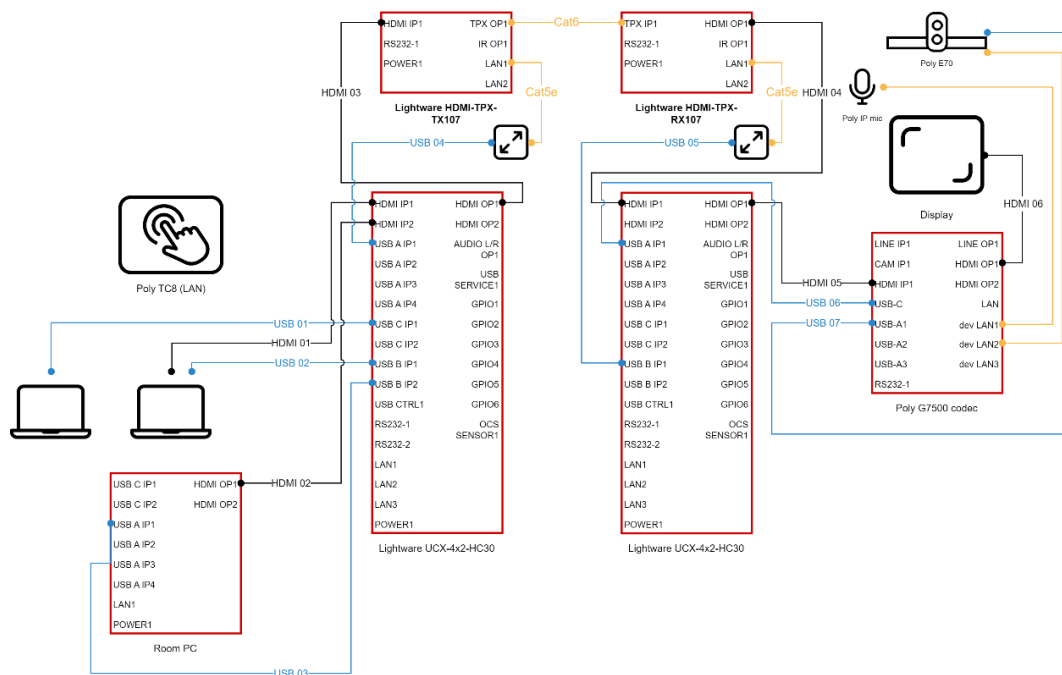 HDMI IP1
RS232-1
POWER1
TPX OP1
IR OP1
LAN1
LAN2
Lightware HDMI-TPX-
TX107
Cat6
TPX IP1
RS232-1
POWER1
HDMI OP1
IR OP1
LAN1
LAN2
Lightware HDMI-TPX-
RX107
Poly E70
Poly IP mic
HDMI 03
Cat5e
Cat5e
HDMI 04
USB 04
USB 05
Display
HDMI 06
Poly TC8 (LAN)
HDMI IP1
HDMI IP2
USB A IP1
USB A IP2
USB A IP3
USB A IP4
USB C IP1
USB C IP2
USB B IP1
USB B IP2
USB CTRL1
RS232-1
RS232-2
LAN1
LAN2
LAN3
POWER1
HDMI OP1
HDMI OP2
AUDIO L/R
OP1
USB
SERVICE1
GPIO1
GPIO2
GPIO3
GPIO4
GPIO5
GPIO6
OCS
SENSOR1
Lightware UCX-4x2-HC30
HDMI IP1
HDMI IP2
USB A IP1
USB A IP2
USB A IP3
USB A IP4
USB C IP1
USB C IP2
USB B IP1
USB B IP2
USB CTRL1
RS232-1
RS232-2
LAN1
LAN2
LAN3
POWER1
HDMI OP1
HDMI OP2
AUDIO L/R
OP1
USB
SERVICE1
GPIO1
GPIO2
GPIO3
GPIO4
GPIO5
GPIO6
OCS
SENSOR1
Lightware UCX-4x2-HC30
HDMI 05
USB 06
USB 07
LINE IP1
CAM IP1
HDMI IP1
USB-C
USB-A1
USB-A2
USB-A3
RS232-1
LINE OP1
HDMI OP1
HDMI OP2
LAN
dev LAN1
dev LAN2
dev LAN3
Poly G7500 codec
USB 01
HDMI 01
USB 02
HDMI 02
USB C IP1
USB C IP2
USB A IP1
USB A IP2
USB A IP3
USB A IP4
LAN1
POWER1
HDMI OP1
HDMI OP2
Room PC
USB 03